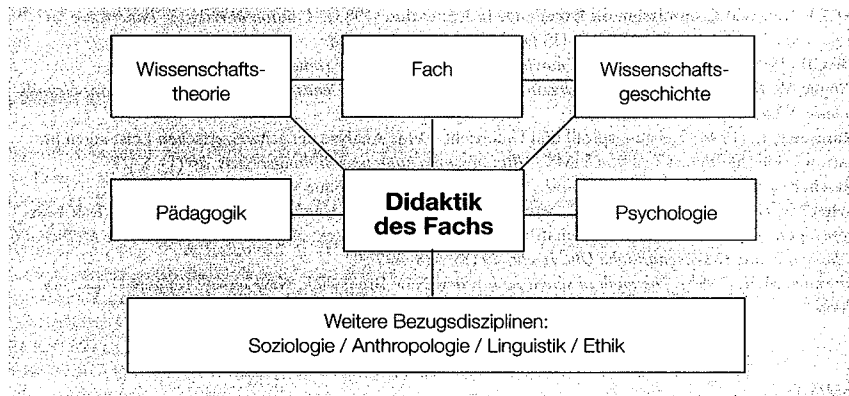 Wissenschafts-
theorie
Fach
Wissenschafts-
geschichte
Pädagogik
Didaktik
des Fachs
Psychologie
Weitere Bezugsdisziplinen:
Soziologie / Anthropologie / Linguistik / Ethik